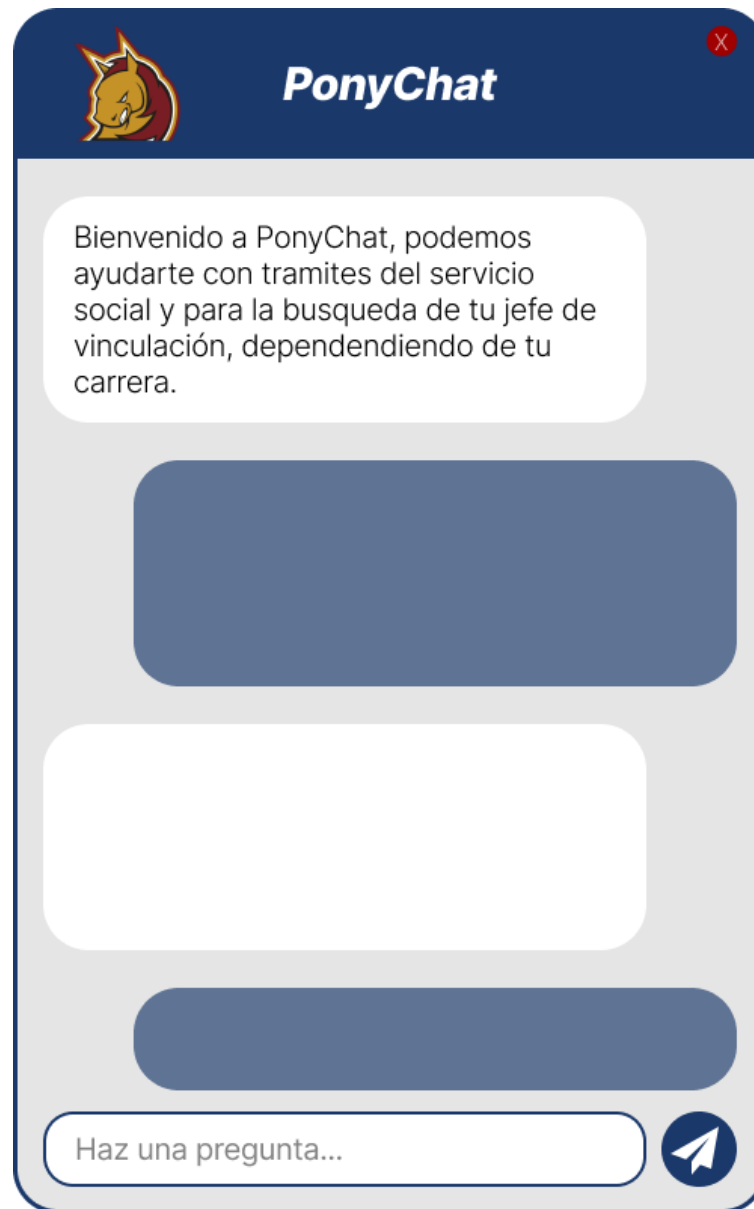 PonyChat
X
Bienvenido a PonyChat, podemos
ayudarte con tramites del servicio
social y para la busqueda de tu jefe de
vinculación, dependendiendo de tu
carrera.
Haz una pregunta...